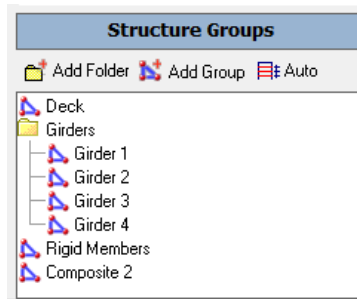 Structure Groups
Add Folder Add Group Auto
Deck
Girders
Girder 1
Girder 2
Girder 3
Girder 4
Rigid Members
Composite 2